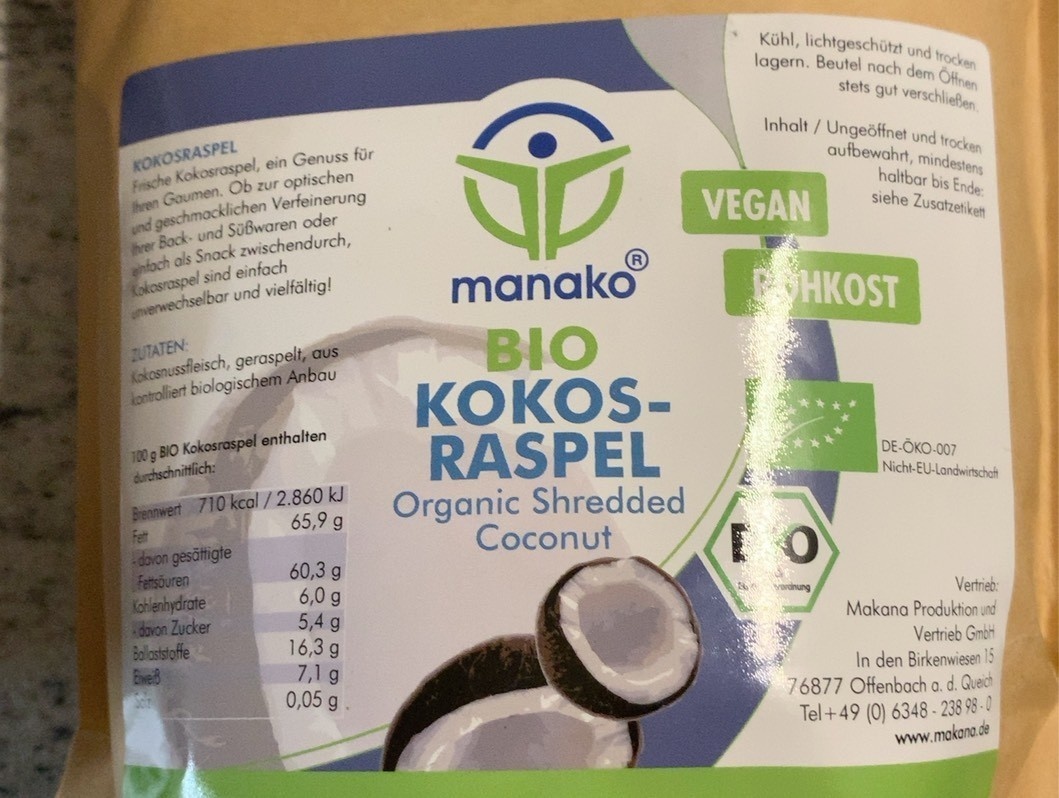 KOKOSRASPEL
Frische Kokosraspel, ein Genuss für
Ihren Gaumen. Ob zur optischen
und geschmacklichen Verfeinerung
Ihrer Back- und Süßwaren oder
einfach als Snack zwischendurch,
Kokosraspel sind einfach
unverwechselbar und vielfältig!
ZUTATEN:
Kokosnussfleisch, geraspelt, aus
kontrolliert biologischem Anbau
100 g BIO Kokosraspel enthalten
durchschnittlich:
Brennwert 710 kcal / 2.860 kJ
Fett 65,9 g
- davon gesättigte
Fettsäuren 60,3 g
Kohlenhydrate 6,0 g
- davon Zucker 5,4 g
Ballaststoffe 16,3 g
Eiweiß 7,1 g
Salz 0,05 g
manako®
BIO
KOKOS-
RASPEL
Organic Shredded
Coconut
Kühl, lichtgeschützt und trocken
lagern. Beutel nach dem Öffnen
stets gut verschließen.
Inhalt / Ungeöffnet und trocken
aufbewahrt, mindestens
haltbar bis Ende:
siehe Zusatzetikett
VEGAN
ROHKOST
DE-ÖKO-007
Nicht-EU-Landwirtschaft
BIO
Vertrieb:
Makana Produktion und
Vertrieb GmbH
In den Birkenwiesen 15
76877 Offenbach a. d. Queich
Tel+49 (0) 6348 - 238 98 - 0
www.makana.de